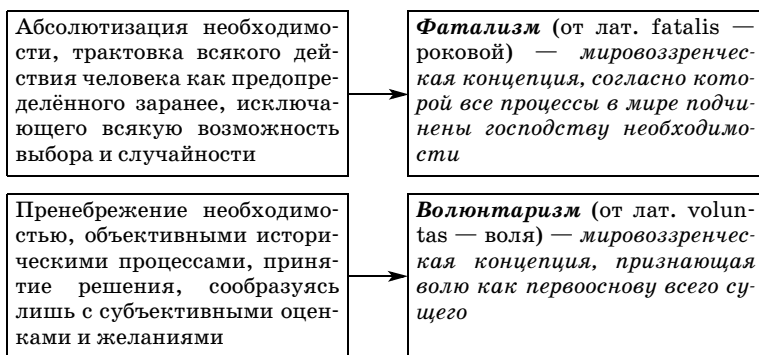 Абсолютизация необходимо-
сти, трактовка всякого дей-
ствия человека как предопре-
делённого заранее, исключа-
ющего всякую возможность
выбора и случайности
Фатализм (от лат. fatalis —
роковой) — мировоззренчес-
кая концепция, согласно кото-
рой все процессы в мире подчи-
нены господству необходимо-
сти
Пренебрежение необходимо-
стью, объективными истори-
ческими процессами, приня-
тие решения, сообразуясь
лишь с субъективными оцен-
ками и желаниями
Волюнтаризм (от лат. volun-
tas — воля) — мировоззренчес-
кая концепция, признающая
волю как первооснову всего су-
щего